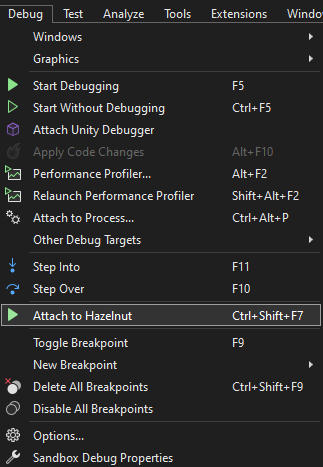 Debug Test Analyze Tools Extensions Windo
Windows
Graphics
Start Debugging F5
Start Without Debugging Ctrl+F5
Attach Unity Debugger
Apply Code Changes Alt+F10
Performance Profiler... Alt+F2
Relaunch Performance Profiler Shift+Alt+F2
Attach to Process... Ctrl+Alt+P
Other Debug Targets
Step Into F11
Step Over F10
Attach to Hazelnut Ctrl+Shift+F7
Toggle Breakpoint F9
New Breakpoint
Delete All Breakpoints Ctrl+Shift+F9
Disable All Breakpoints
Options...
Sandbox Debug Properties